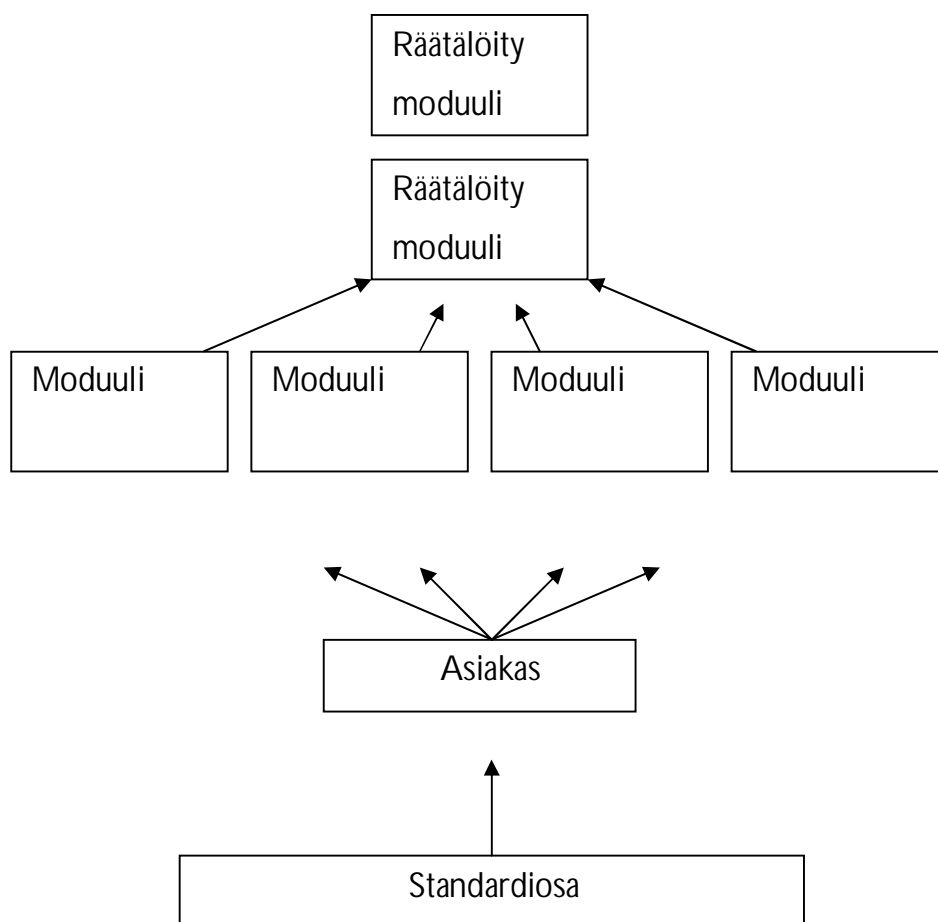 Räätälöity
moduuli
Räätälöity
moduuli
Moduuli
Moduuli
Moduuli
Moduuli
Asiakas
Standardiosa